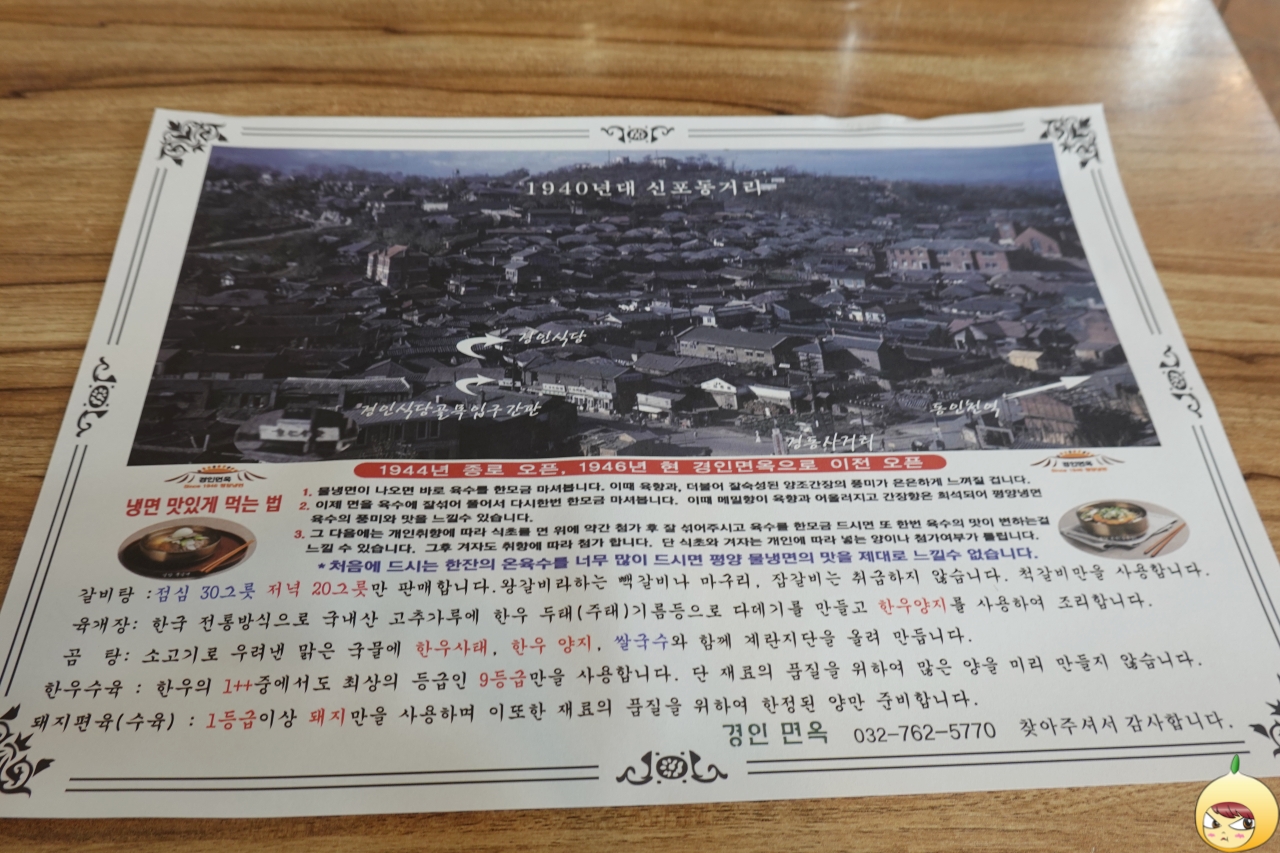 1940년대 신포동거리
경인식당
"경인식당골뚝입구간판
동인천역
경동사거리
1944년 종로 오픈, 1946년 현 경인면옥으로 이전 오픈
경인면옥
Since 1946 평양냉면
경인면옥
Since 1946 평양냉면
냉면 맛있게 먹는 법
1. 물냉면이 나오면 바로 육수를 한모금 마셔봅니다. 이때 육향과, 더불어 잘숙성된 양조간장의 풍미가 은은하게 느껴질 겁니다.
2. 이제 면을 육수에 잘섞어 풀어서 다시한번 한모금 마셔봅니다. 이때 메밀향이 육향과 어울러지고 간장향은 희석되어 평양냉면
육수의 풍미와 맛을 느낄수 있습니다.
3. 그 다음에는 개인취향에 따라 식초를 면 위에 약간 첨가 후 잘 섞어주시고 육수를 한모금 드시면 또 한번 육수의 맛이 변하는걸
느낄 수 있습니다. 그후 겨자도 취향에 따라 첨가 합니다. 단 식초와 겨자는 개인에 따라 넣는 양이나 첨가여부가 틀립니다.
*처음에 드시는 한잔의 온육수를 너무 많이 드시면 평양 물냉면의 맛을 제대로 느낄수 없습니다.
갈비탕 :점심 30그릇 저녁 20그릇만 판매합니다.왕갈비라하는 빽갈비나 마구리, 잡갈비는 취급하지 않습니다. 척갈비만을 사용합니다.
육개장: 한국 전통방식으로 국내산 고추가루에 한우 두태(주태)기름등으로 다데기를 만들고 한우양지를 사용하여 조리합니다.
곰 탕: 소고기로 우려낸 맑은 국물에 한우사태, 한우 양지, 쌀국수와 함께 계란지단을 올려 만듭니다.
한우수육 : 한우의 1++중에서도 최상의 등급인 9등급만을 사용합니다. 단 재료의 품질을 위하여 많은 양을 미리 만들지 않습니다.
돼지편육(수육) : 1등급이상 돼지만을 사용하며 이또한 재료의 품질을 위하여 한정된 양만 준비합니다.
경인 면옥 032-762-5770 찾아주셔서 감사합니다.